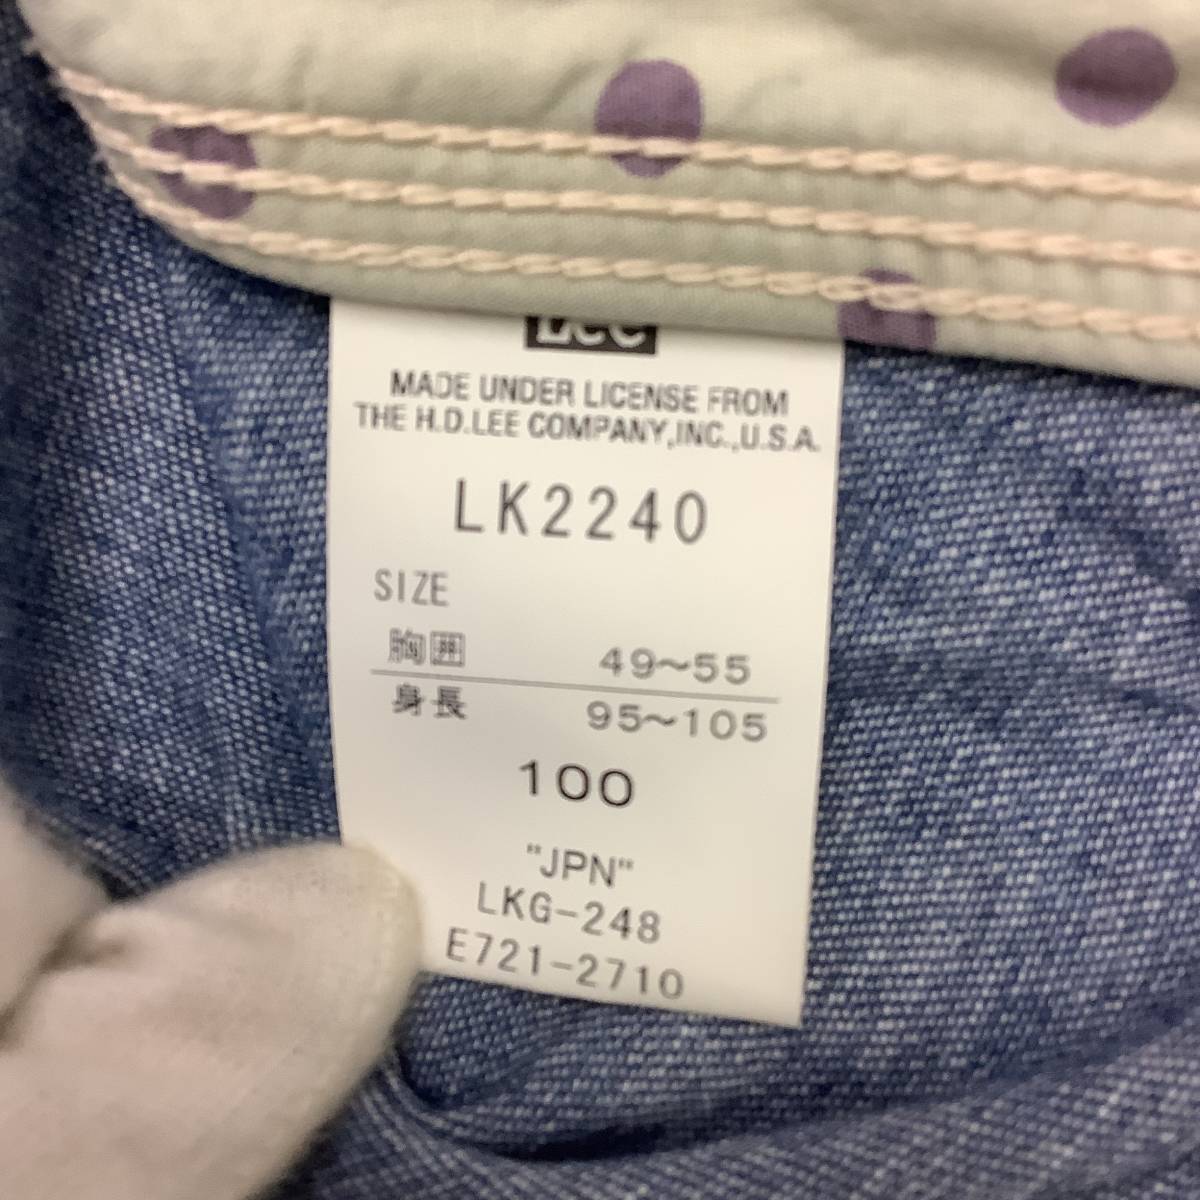 Lee
MADE UNDER LICENSE FROM
THE H.D.LEE COMPANY,INC.,U.S.A.
LK2240
SIZE
胸囲 49~55
身長 95~105
100
"JPN"
LKG-248
E721-2710